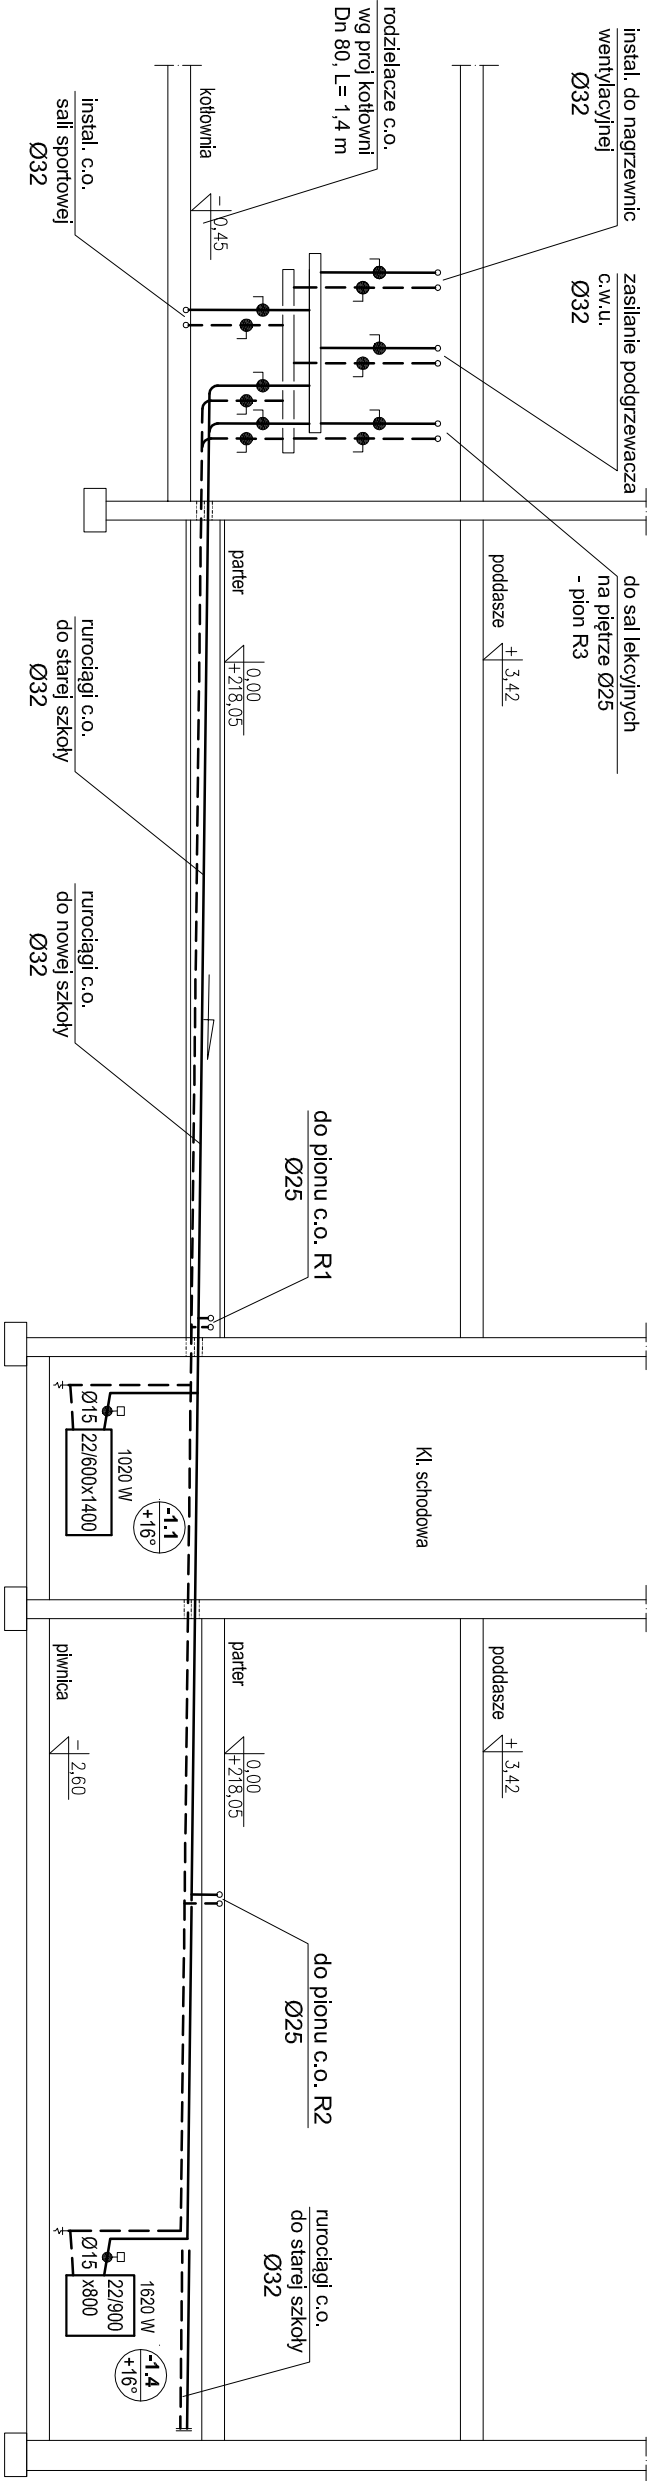 instal. do nagrzewnic
wentylacyjnej
Ø32
zasilanie podgrzewacza
c.w.u.
Ø32
do sal lekcyjnych
na piętrze Ø25
- pion R3
rodzielacze c.o.
wg proj kotłowni
Dn 80, L= 1,4 m
kotłownia
- 0,45
instal. c.o.
sali sportowej
Ø32
poddasze
+ 3,42
parter
0,00
+218,05
rurociągi c.o.
do starej szkoły
Ø32
rurociągi c.o.
do nowej szkoły
Ø32
do pionu c.o. R1
Ø25
Kl. schodowa
1020 W
Ø15
22/600x1400
-1.1
+16°
poddasze
+ 3,42
parter
0,00
+218,05
piwnica
- 2,60
do pionu c.o. R2
Ø25
rurociągi c.o.
do starej szkoły
Ø32
1620 W
Ø15
22/900
x800
-1.4
+16°